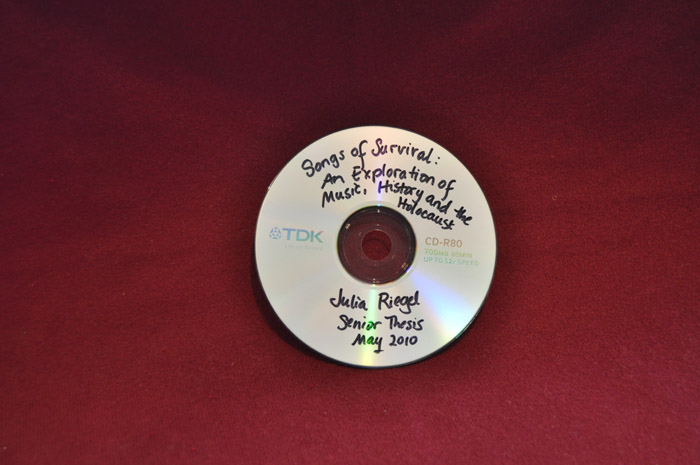 Songs of Survival:
An Exploration of
Music, History and the
Holocaust
TDK
CD-R80
700MB 80MIN
UP TO 52x SPEED
Julia Riegel
Senior Thesis
May 2010